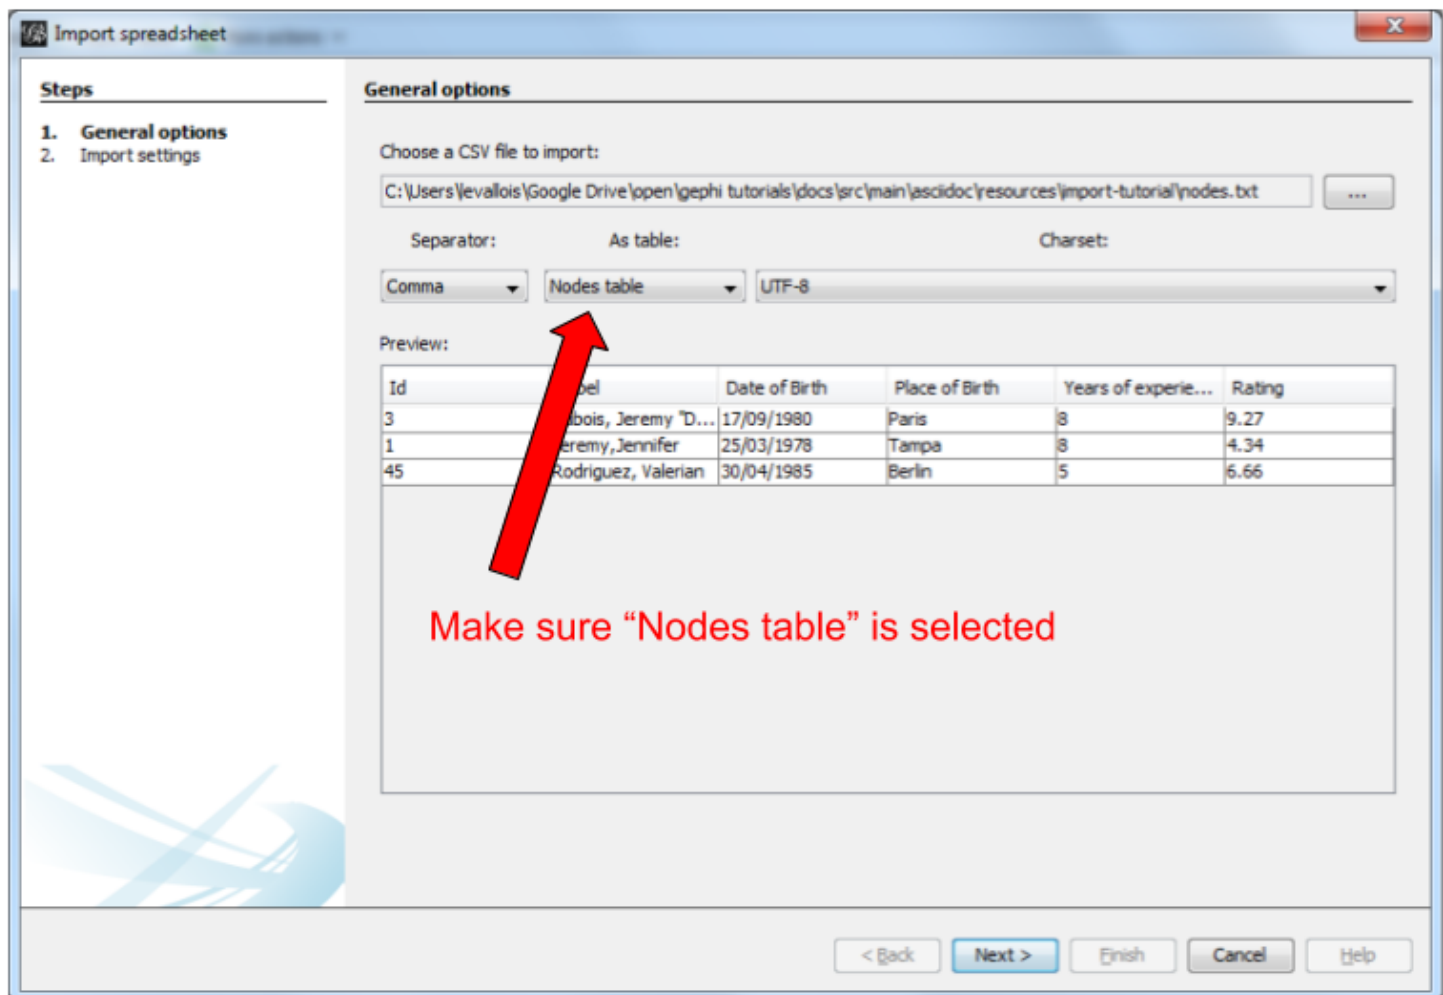 Import spreadsheet
Steps
1. General options
2. Import settings
General options
Choose a CSV file to import:
C:\Users\levallois\Google Drive\open\gephi tutorials\docs\src\main\asciidoc\resources\import-tutorial\nodes.txt ...
Separator: As table: Charset:
Comma Nodes table UTF-8
Preview:
Id bel Date of Birth Place of Birth Years of experie... Rating
3 bois, Jeremy "D... 17/09/1980 Paris 8 9.27
1 eremy,Jennifer 25/03/1978 Tampa 8 4.34
45 Rodriguez, Valerian 30/04/1985 Berlin 5 6.66
Make sure “Nodes table” is selected
< Back Next > Finish Cancel Help